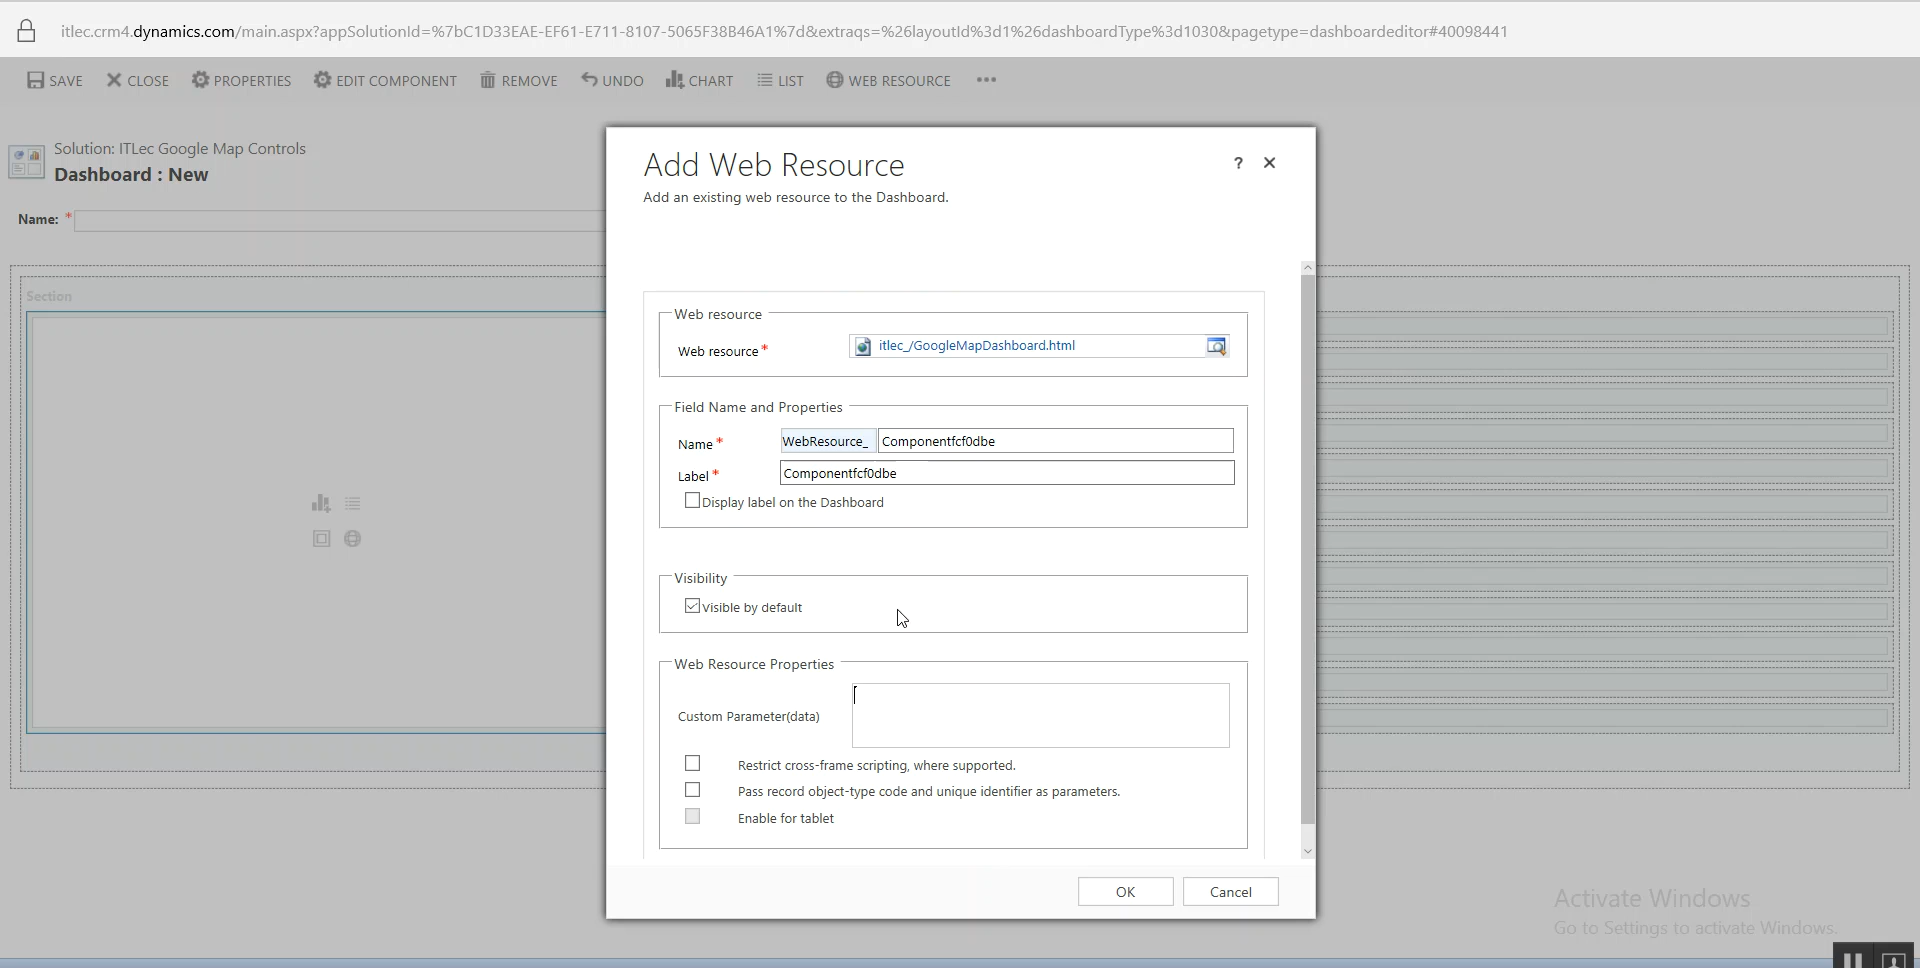 itlec.crm4.dynamics.com/main.aspx?appSolutionId=%7bC1D33EAE-EF61-E711-8107-5065F38B46A1%7d&extraqs=%26layoutId%3d1%26dashboardType%3d1030&pagetype=dashboardeditor#40098441
SAVE CLOSE PROPERTIES EDIT COMPONENT REMOVE UNDO CHART LIST WEB RESOURCE •••
Solution: ITLec Google Map Controls
Dashboard : New
Name: *
Section
Add Web Resource
? ×
Add an existing web resource to the Dashboard.
Web resource
Web resource* itlec_/GoogleMapDashboard.html
Field Name and Properties
Name* WebResource_ Componentfcf0dbe
Label* Componentfcf0dbe
Display label on the Dashboard
Visibility
Visible by default
Web Resource Properties
Custom Parameter(data)
Restrict cross-frame scripting, where supported.
Pass record object-type code and unique identifier as parameters.
Enable for tablet
OK Cancel
Activate Windows
Go to Settings to activate Windows.